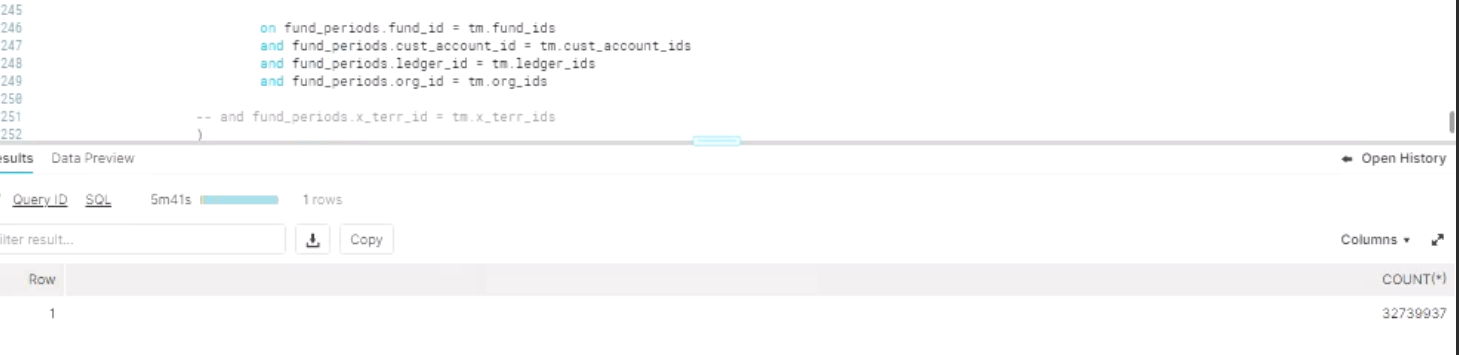 245
246 on fund_periods.fund_id = tm.fund_ids
247 and fund_periods.cust_account_id = tm.cust_account_ids
248 and fund_periods.ledger_id = tm.ledger_ids
249 and fund_periods.org_id = tm.org_ids
250
251 -- and fund_periods.x_terr_id = tm.x_terr_ids
252 )
esults Data Preview Open History
Query ID SQL 5m41s 1 rows
ilter result... Copy Columns
Row COUNT(*)
1 32739937